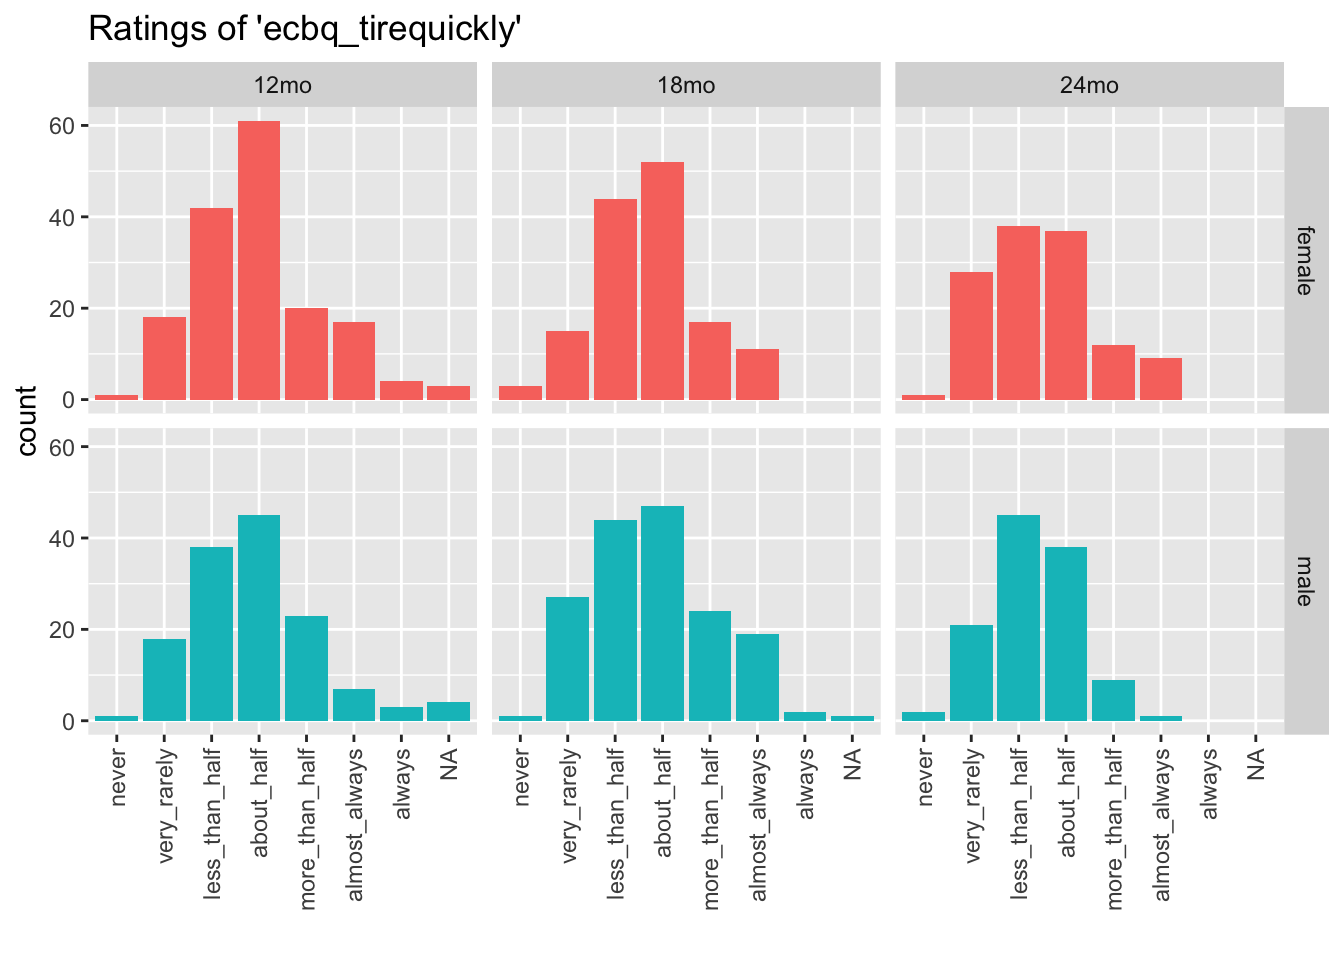 Ratings of 'ecbq_tirequickly'
12mo
18mo
24mo
60
40
20
0
female
count
60
40
20
0
male
never
very_rarely
less_than_half
about_half
more_than_half
almost_always
always
NA
never
very_rarely
less_than_half
about_half
more_than_half
almost_always
always
NA
never
very_rarely
less_than_half
about_half
more_than_half
almost_always
always
NA